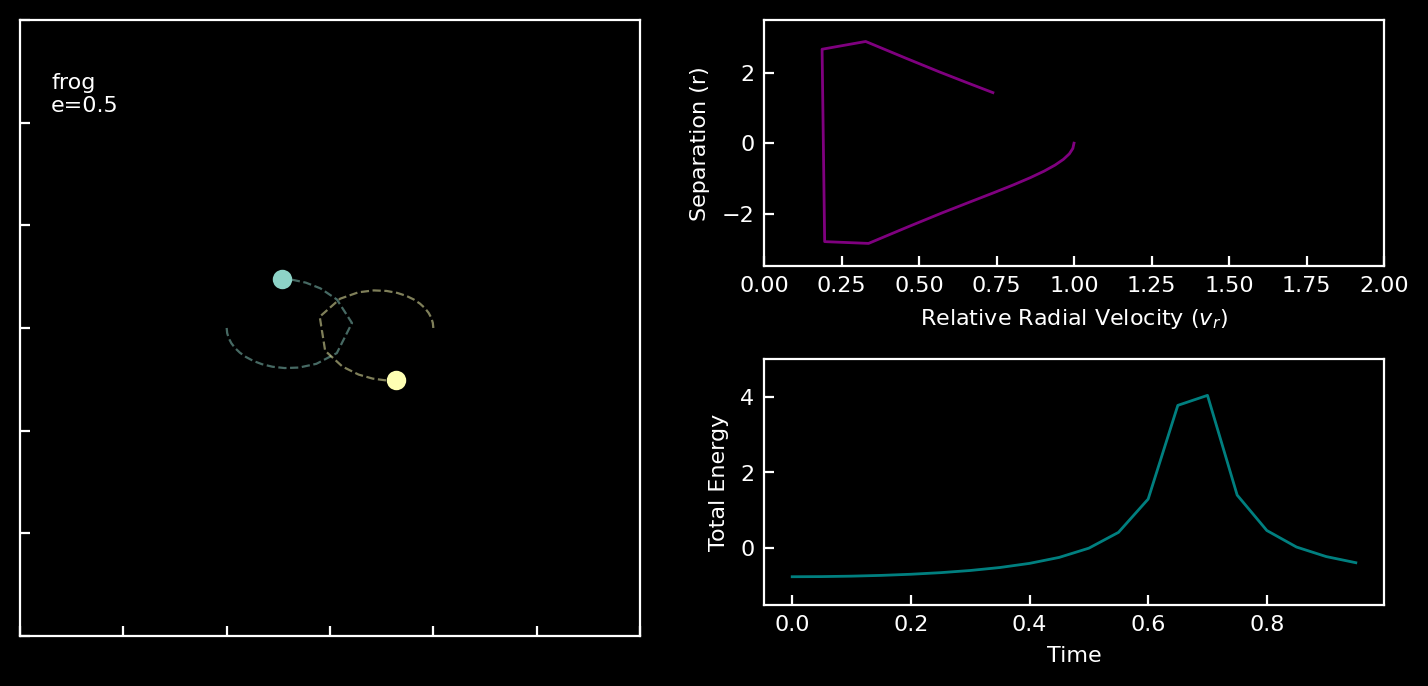 frog
e=0.5
Separation (r)
2
0
−2
0.00 0.25 0.50 0.75 1.00 1.25 1.50 1.75 2.00
Relative Radial Velocity (vᵣ)
Total Energy
4
2
0
0.0 0.2 0.4 0.6 0.8
Time